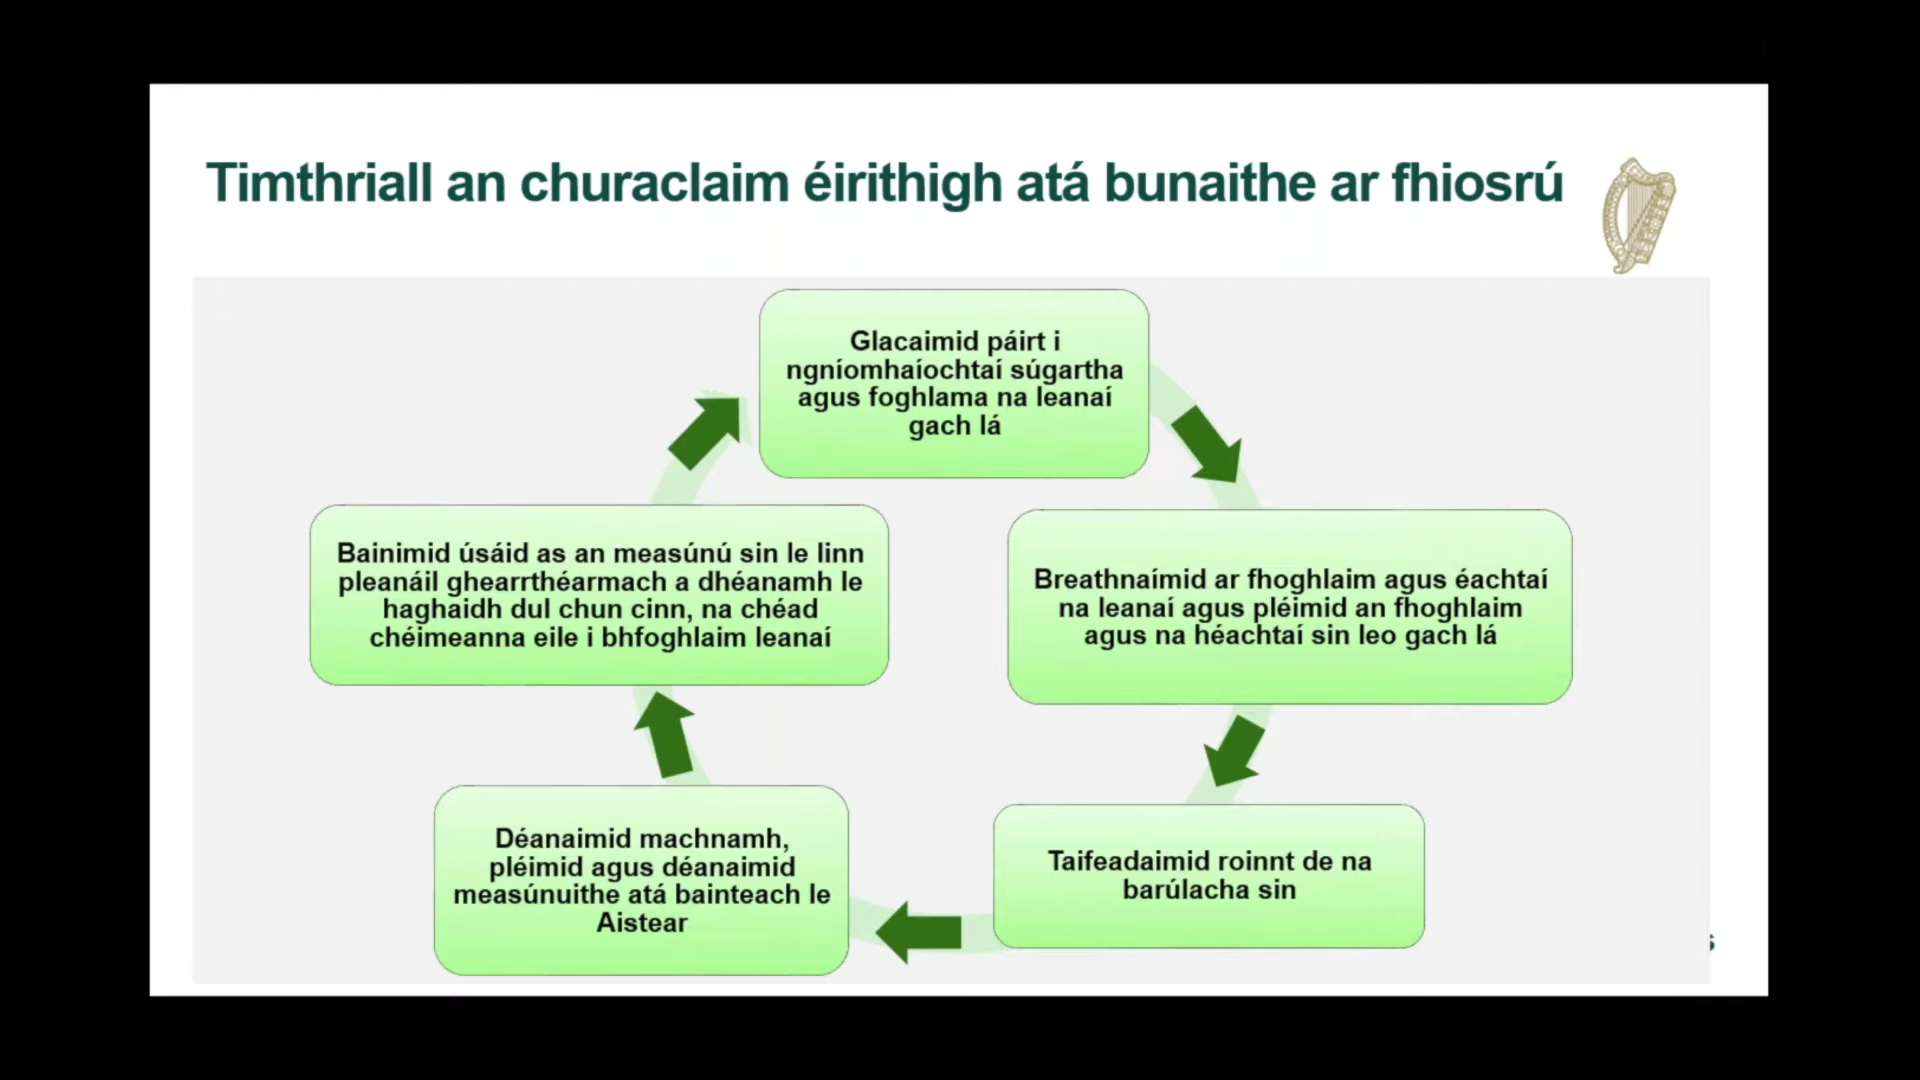 Timthriall an churaclaim éirithigh atá bunaithe ar fhiosrú
Glacaimid páirt i
ngníomhaíochtaí súgartha
agus foghlama na leanaí
gach lá
Breathnaímid ar fhoghlaim agus éachtaí
na leanaí agus pléimid an fhoghlaim
agus na héachtaí sin leo gach lá
Taifeadaimid roinnt de na
barúlacha sin
Déanaimid machnamh,
pléimid agus déanaimid
measúnuithe atá bainteach le
Aistear
Bainimid úsáid as an measúnú sin le linn
pleanáil ghearrthéarmach a dhéanamh le
haghaidh dul chun cinn, na chéad
chéimeanna eile i bhfoghlaim leanaí